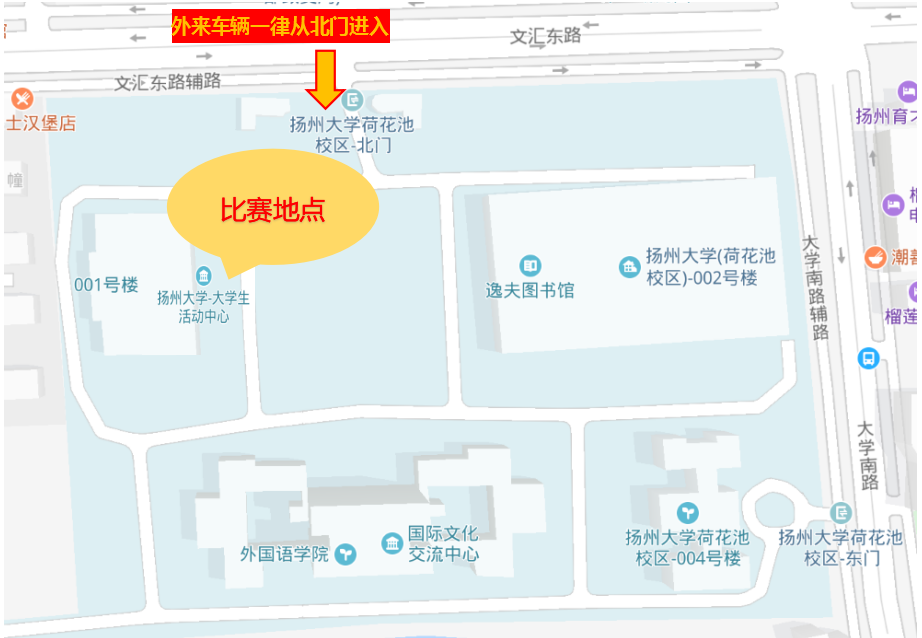 外来车辆一律从北门进入
文汇东路
文汇东路辅路
士汉堡店
扬州大学荷花池
校区-北门
扬州育才
幢
比赛地点
001号楼
扬州大学-大学生
活动中心
逸夫图书馆
扬州大学(荷花池
校区)-002号楼
大学南路辅路
潮
榴莲
大学南路
外国语学院
国际文化
交流中心
扬州大学荷花池
校区-004号楼
扬州大学荷花池
校区-东门